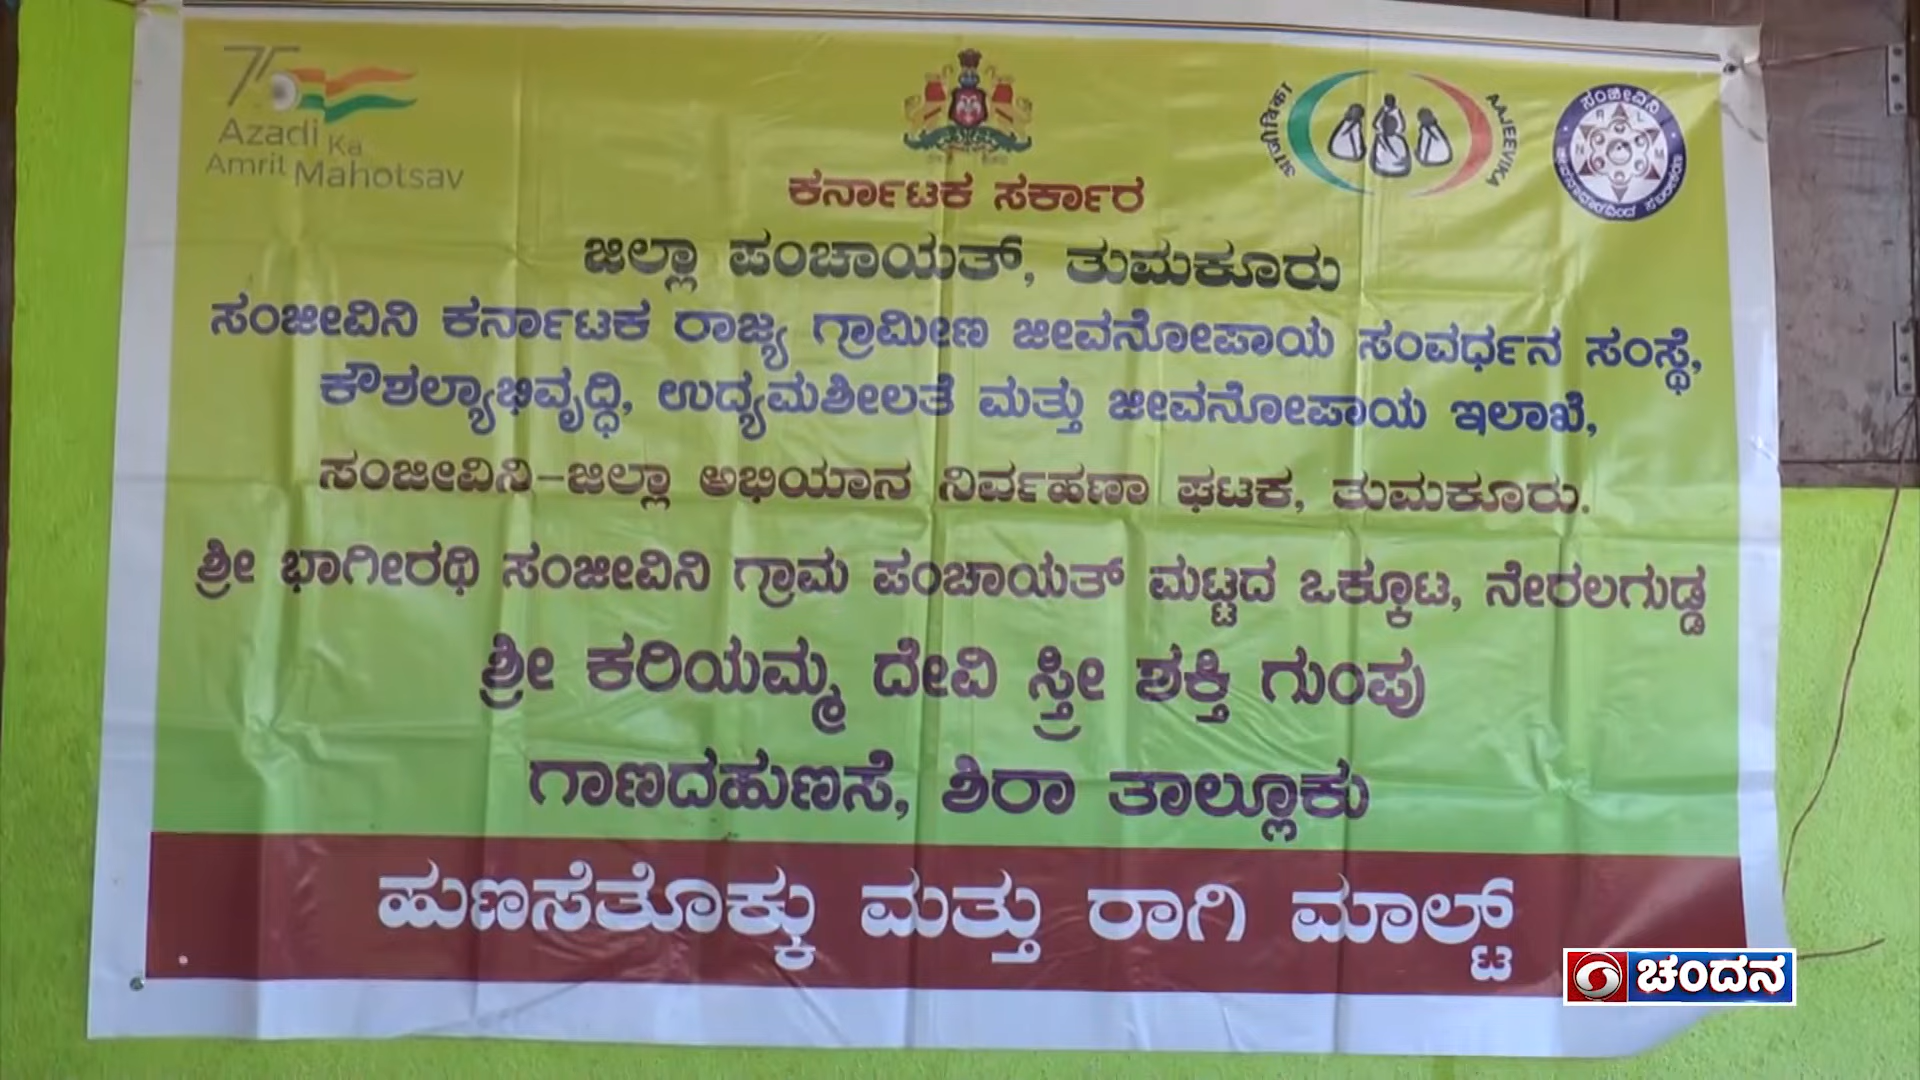 75
Azadi Ka
Amrit Mahotsav
आजीविका
AAJEEVIKA
ಸಂಜೀವಿನಿ
ಕರ್ನಾಟಕ ಸರ್ಕಾರ
ಜಿಲ್ಲಾ ಪಂಚಾಯತ್, ತುಮಕೂರು
ಸಂಜೀವಿನಿ ಕರ್ನಾಟಕ ರಾಜ್ಯ ಗ್ರಾಮೀಣ ಜೀವನೋಪಾಯ ಸಂವರ್ಧನ ಸಂಸ್ಥೆ,
ಕೌಶಲ್ಯಾಭಿವೃದ್ಧಿ, ಉದ್ಯಮಶೀಲತೆ ಮತ್ತು ಜೀವನೋಪಾಯ ಇಲಾಖೆ,
ಸಂಜೀವಿನಿ-ಜಿಲ್ಲಾ ಅಭಿಯಾನ ನಿರ್ವಹಣಾ ಘಟಕ, ತುಮಕೂರು.
ಶ್ರೀ ಭಾಗೀರಥಿ ಸಂಜೀವಿನಿ ಗ್ರಾಮ ಪಂಚಾಯತ್ ಮಟ್ಟದ ಒಕ್ಕೂಟ, ನೇರಲಗುಡ್ಡ
ಶ್ರೀ ಕರಿಯಮ್ಮ ದೇವಿ ಸ್ತ್ರೀ ಶಕ್ತಿ ಗುಂಪು
ಗಾಣದಹುಣಸೆ, ಶಿರಾ ತಾಲ್ಲೂಕು
ಹುಣಸೆತೊಕ್ಕು ಮತ್ತು ರಾಗಿ ಮಾಲ್ಟ್
ಚಂದನ